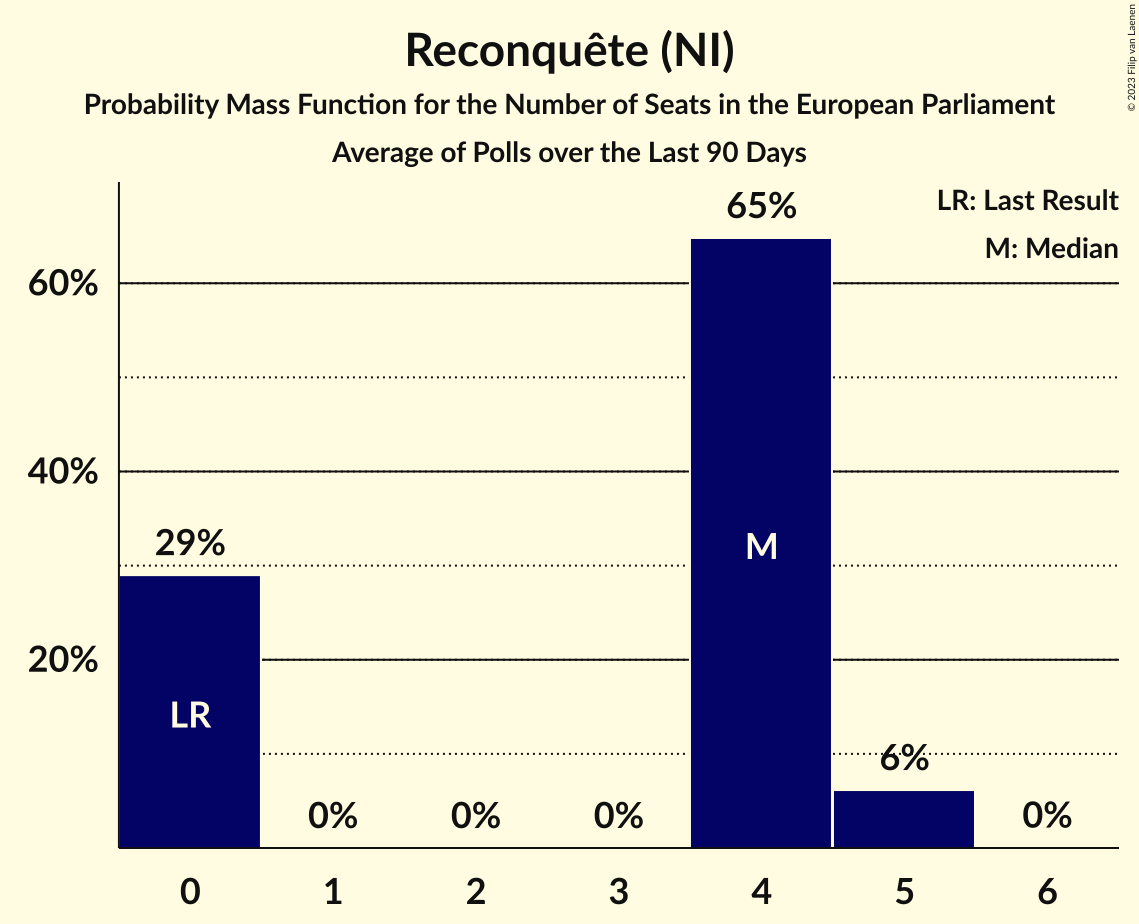 Reconquête (NI)
Probability Mass Function for the Number of Seats in the European Parliament
Average of Polls over the Last 90 Days
© 2023 Filip van Laenen
LR: Last Result
M: Median
65%
60%
40%
29%
M
20%
LR
6%
0% 0% 0% 0%
0 1 2 3 4 5 6